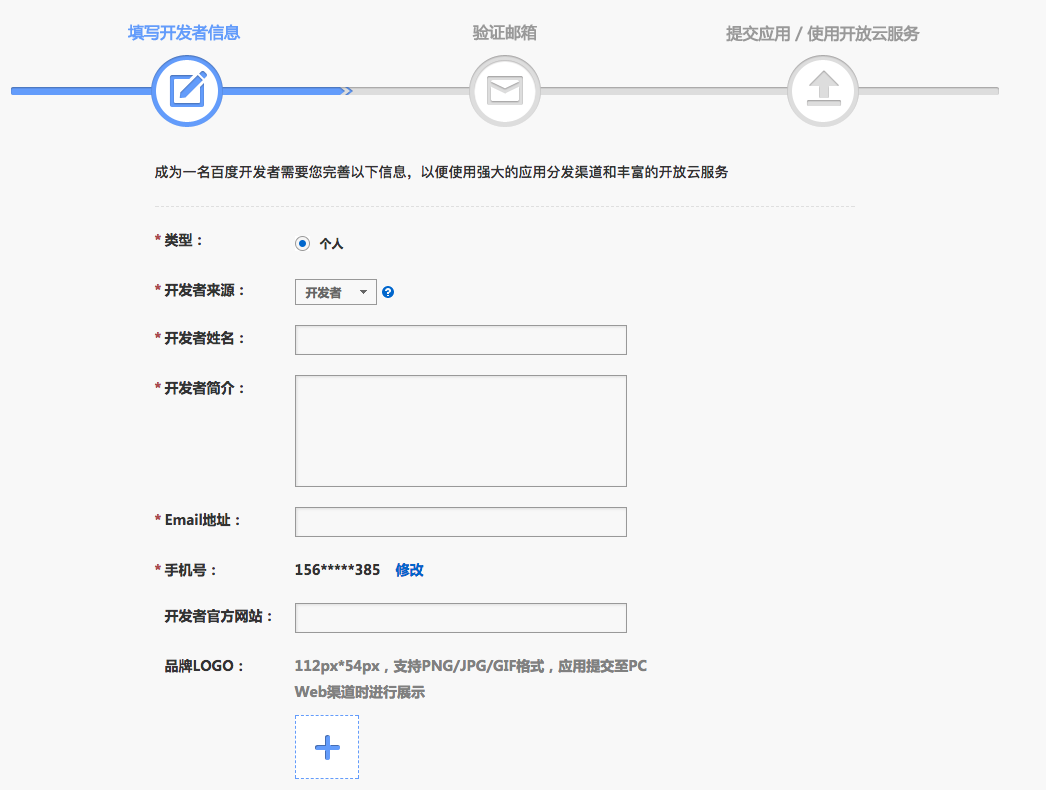 填写开发者信息
验证邮箱
提交应用 / 使用开放云服务
成为一名百度开发者需要您完善以下信息，以便使用强大的应用分发渠道和丰富的开放云服务
* 类型：
个人
* 开发者来源：
开发者
?
* 开发者姓名：
* 开发者简介：
* Email地址：
* 手机号：
156*****385 修改
开发者官方网站：
品牌LOGO：
112px*54px，支持PNG/JPG/GIF格式，应用提交至PC
Web渠道时进行展示